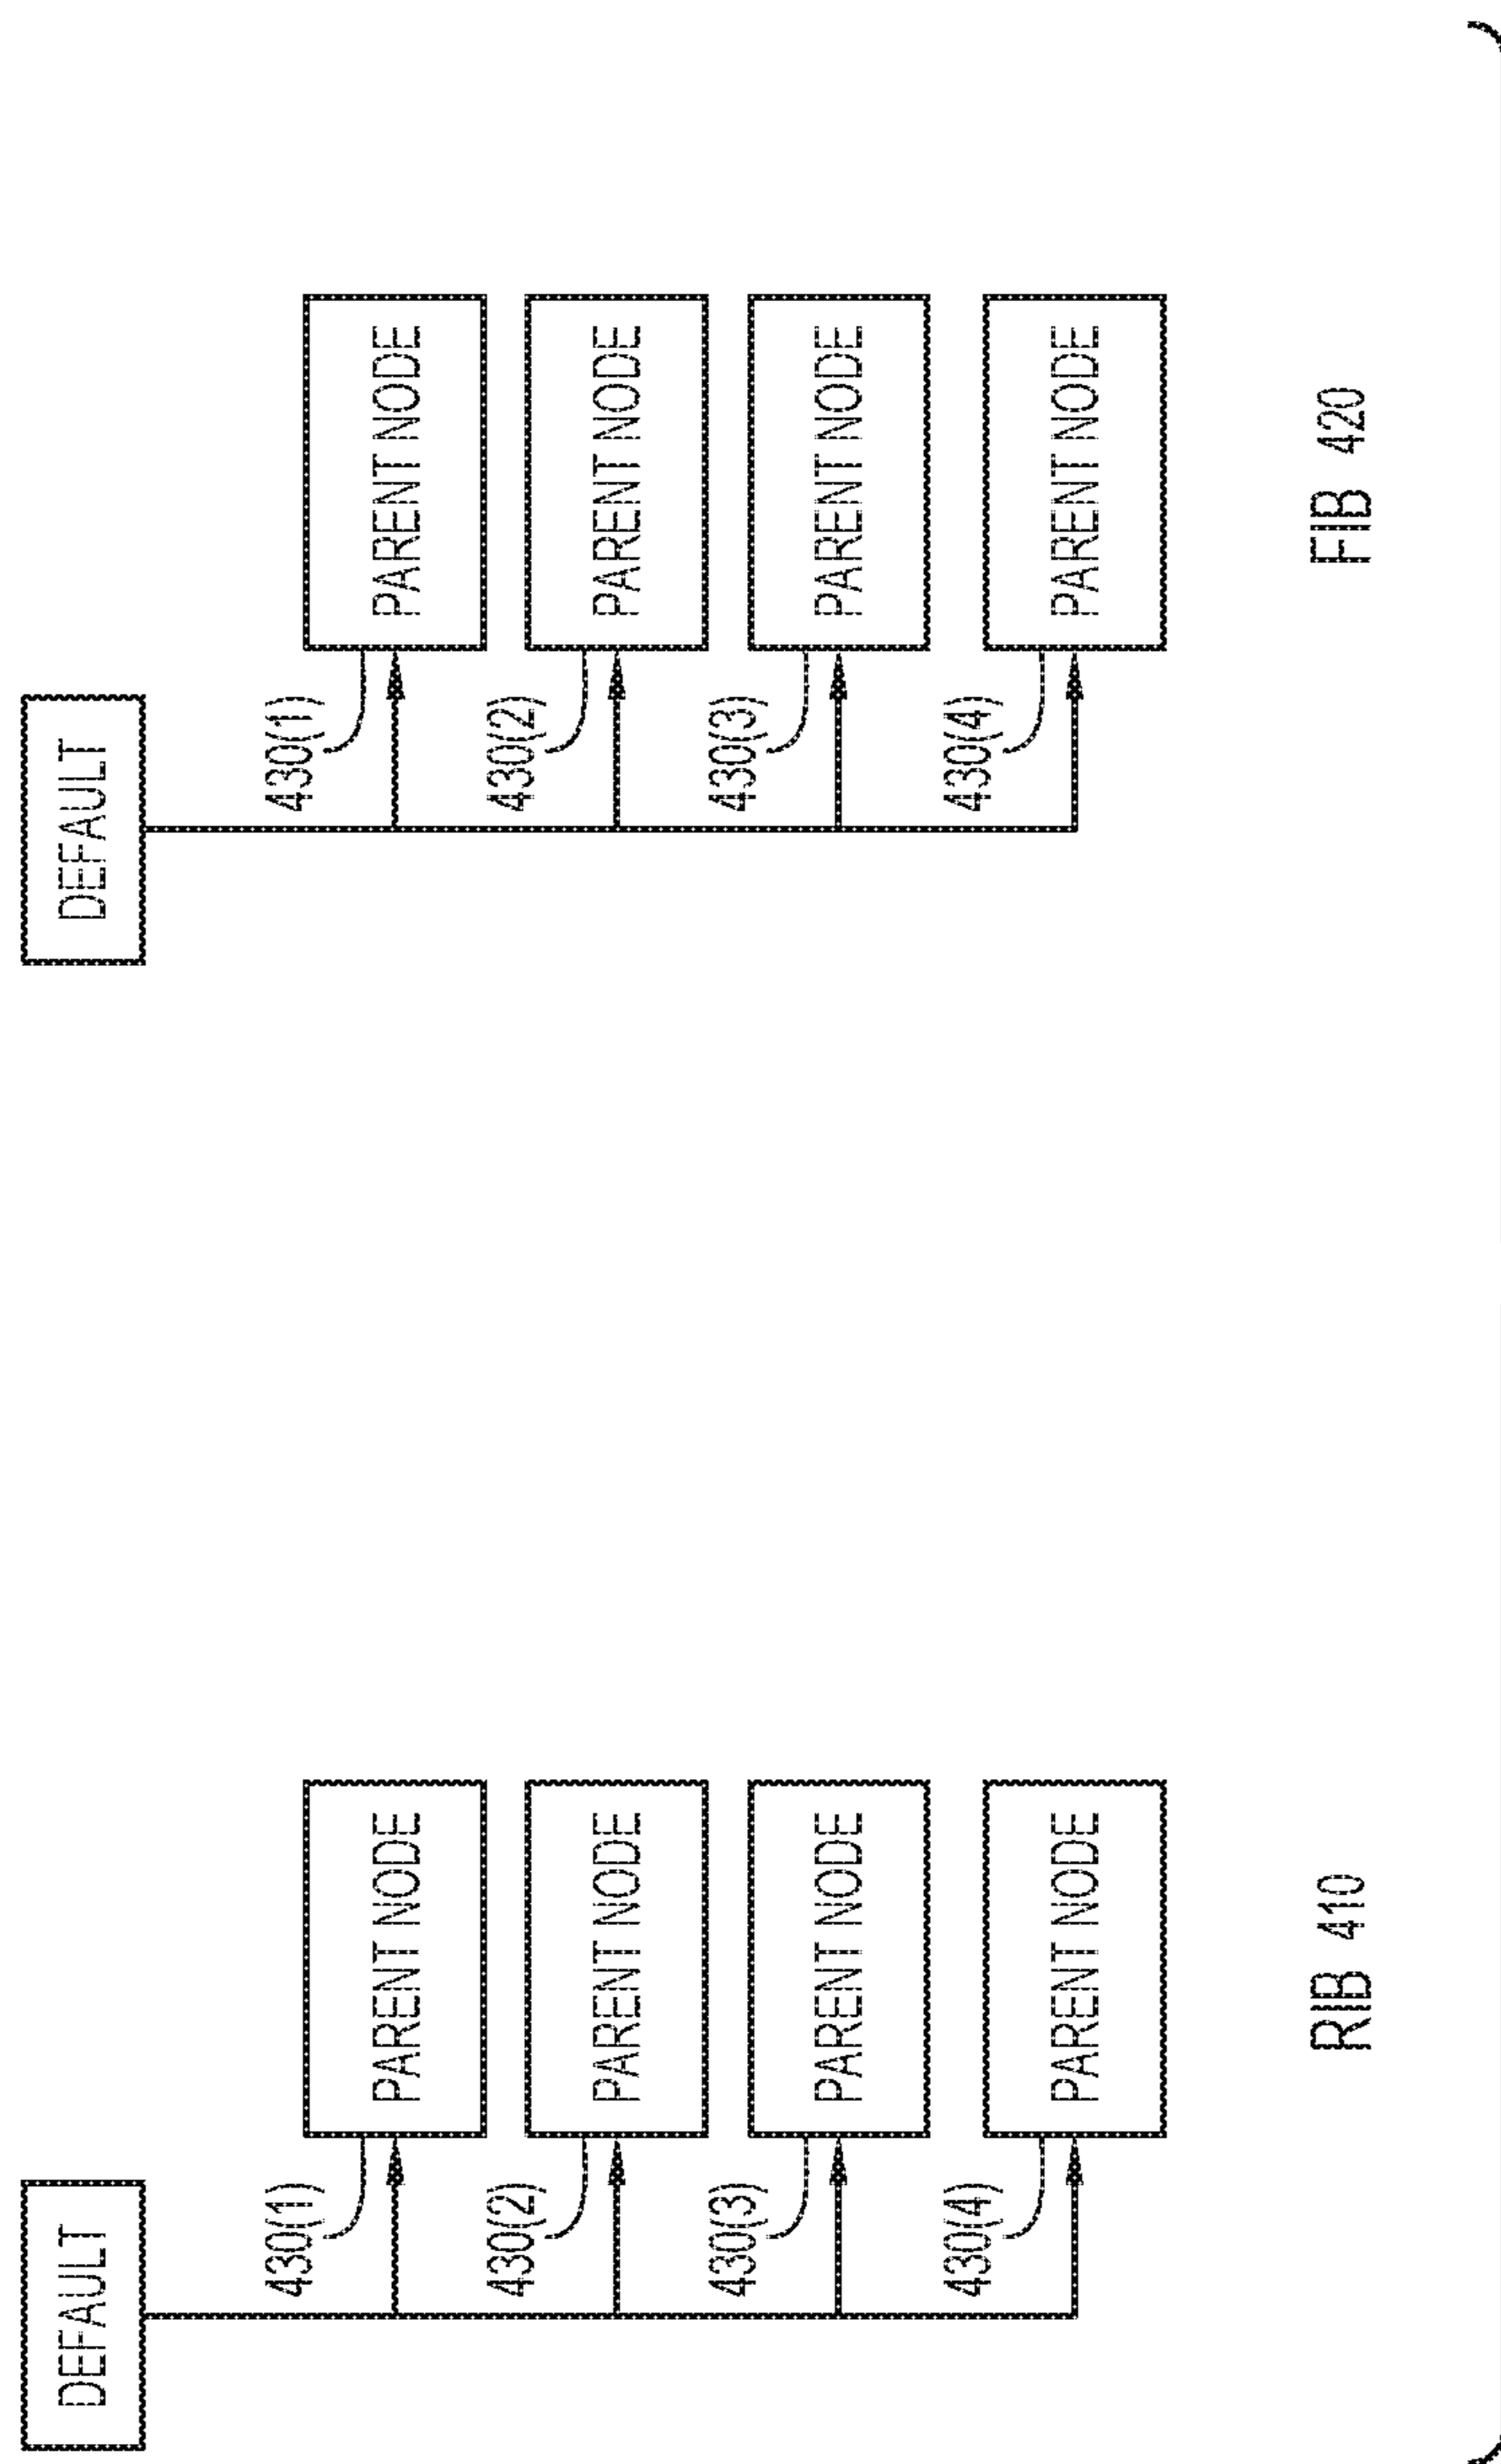 DEFAULT
430(1)
PARENT NODE
430(2)
PARENT NODE
430(3)
PARENT NODE
430(4)
PARENT NODE
RIB 410
DEFAULT
430(1)
PARENT NODE
430(2)
PARENT NODE
430(3)
PARENT NODE
430(4)
PARENT NODE
FIB 420